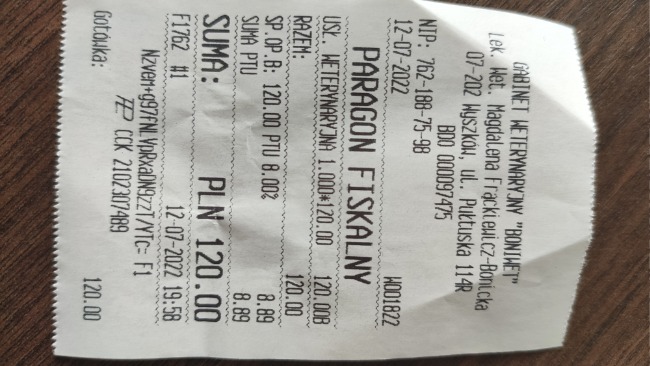 GABINET WETERYNARYJNY "BONIWET"
Lek. Wet. Magdalena Frąckiewicz-Bonicka
07-202 Wyszków, ul. Pułtuska 114R
BDO 000097475
NIP: 762-188-75-98
12-07-2022 W001822
PARAGON FISKALNY
USŁ. WETERYNARYJNA 1.000*120.00 120.00B
RAZEM: 120.00
SP.OP.B: 120.00 PTU 8.00% 8.89
SUMA PTU 8.89
SUMA: PLN 120.00
F1762 #1 12-07-2022 19:58
CCK 2102307489
Gotówka: 120.00